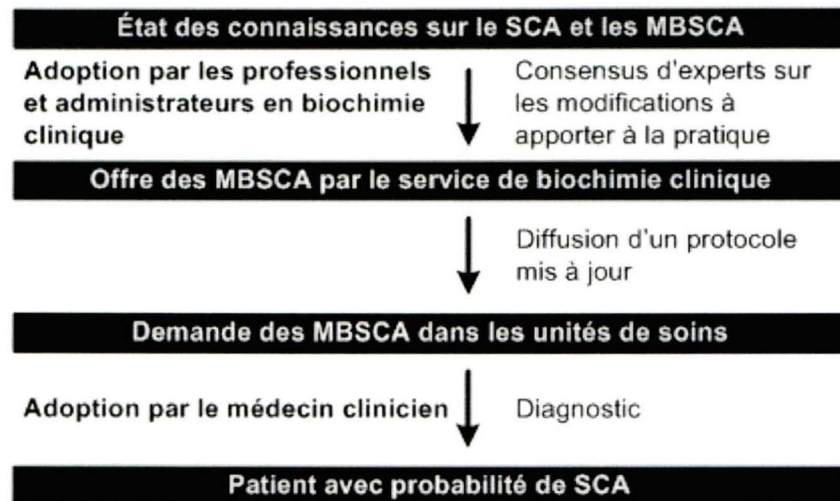 État des connaissances sur le SCA et les MBSCA
Adoption par les professionnels
et administrateurs en biochimie
clinique
Consensus d'experts sur
les modifications à
apporter à la pratique
Offre des MBSCA par le service de biochimie clinique
Diffusion d'un protocole
mis à jour
Demande des MBSCA dans les unités de soins
Adoption par le médecin clinicien
Diagnostic
Patient avec probabilité de SCA